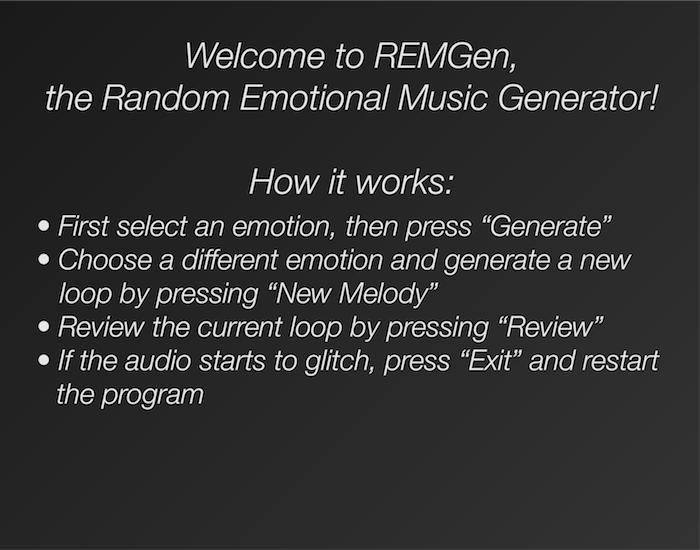 Welcome to REMGen,
the Random Emotional Music Generator!
How it works:
• First select an emotion, then press “Generate”
• Choose a different emotion and generate a new
loop by pressing “New Melody”
• Review the current loop by pressing “Review”
• If the audio starts to glitch, press “Exit” and restart
the program